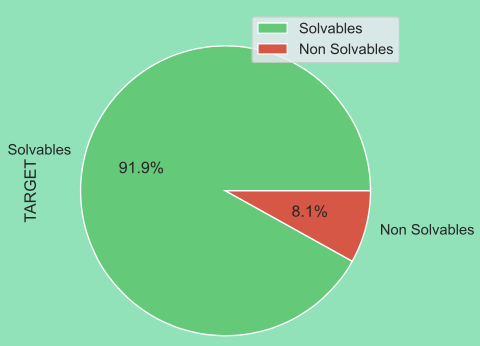 Solvables
Non Solvables
Solvables
TARGET
91.9%
8.1%
Non Solvables